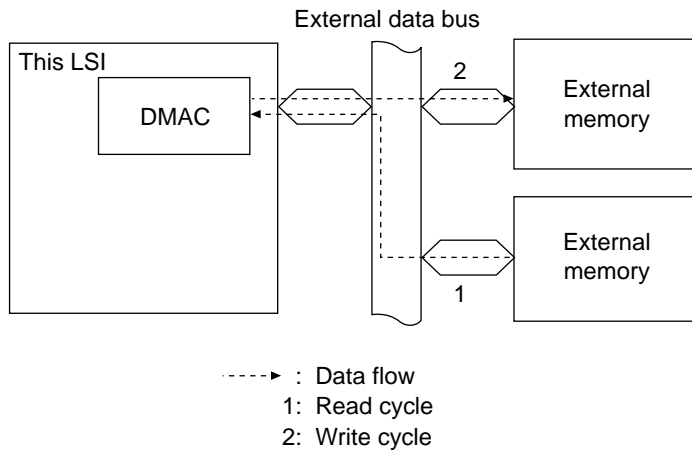 External data bus
This LSI
DMAC
2
External
memory
External
memory
1
: Data flow
1: Read cycle
2: Write cycle